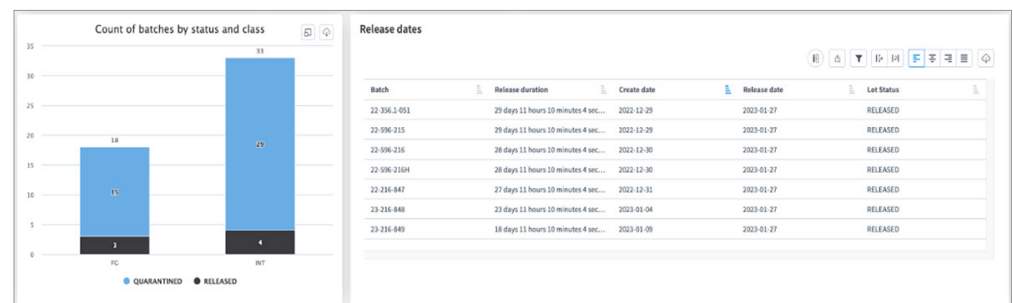 Count of batches by status and class
35
33
30
25
20
18
29
15
15
10
5
3
4
0
FG
INT
QUARANTINED
RELEASED
Release dates
Batch Release duration Create date Release date Lot Status
22-356.1-051 29 days 11 hours 10 minutes 4 sec... 2022-12-29 2023-01-27 RELEASED
22-596-215 29 days 11 hours 10 minutes 4 sec... 2022-12-29 2023-01-27 RELEASED
22-596-216 28 days 11 hours 10 minutes 4 sec... 2022-12-30 2023-01-27 RELEASED
22-596-216H 28 days 11 hours 10 minutes 4 sec... 2022-12-30 2023-01-27 RELEASED
22-216-847 27 days 11 hours 10 minutes 4 sec... 2022-12-31 2023-01-27 RELEASED
23-216-848 23 days 11 hours 10 minutes 4 sec... 2023-01-04 2023-01-27 RELEASED
23-216-849 18 days 11 hours 10 minutes 4 sec... 2023-01-09 2023-01-27 RELEASED